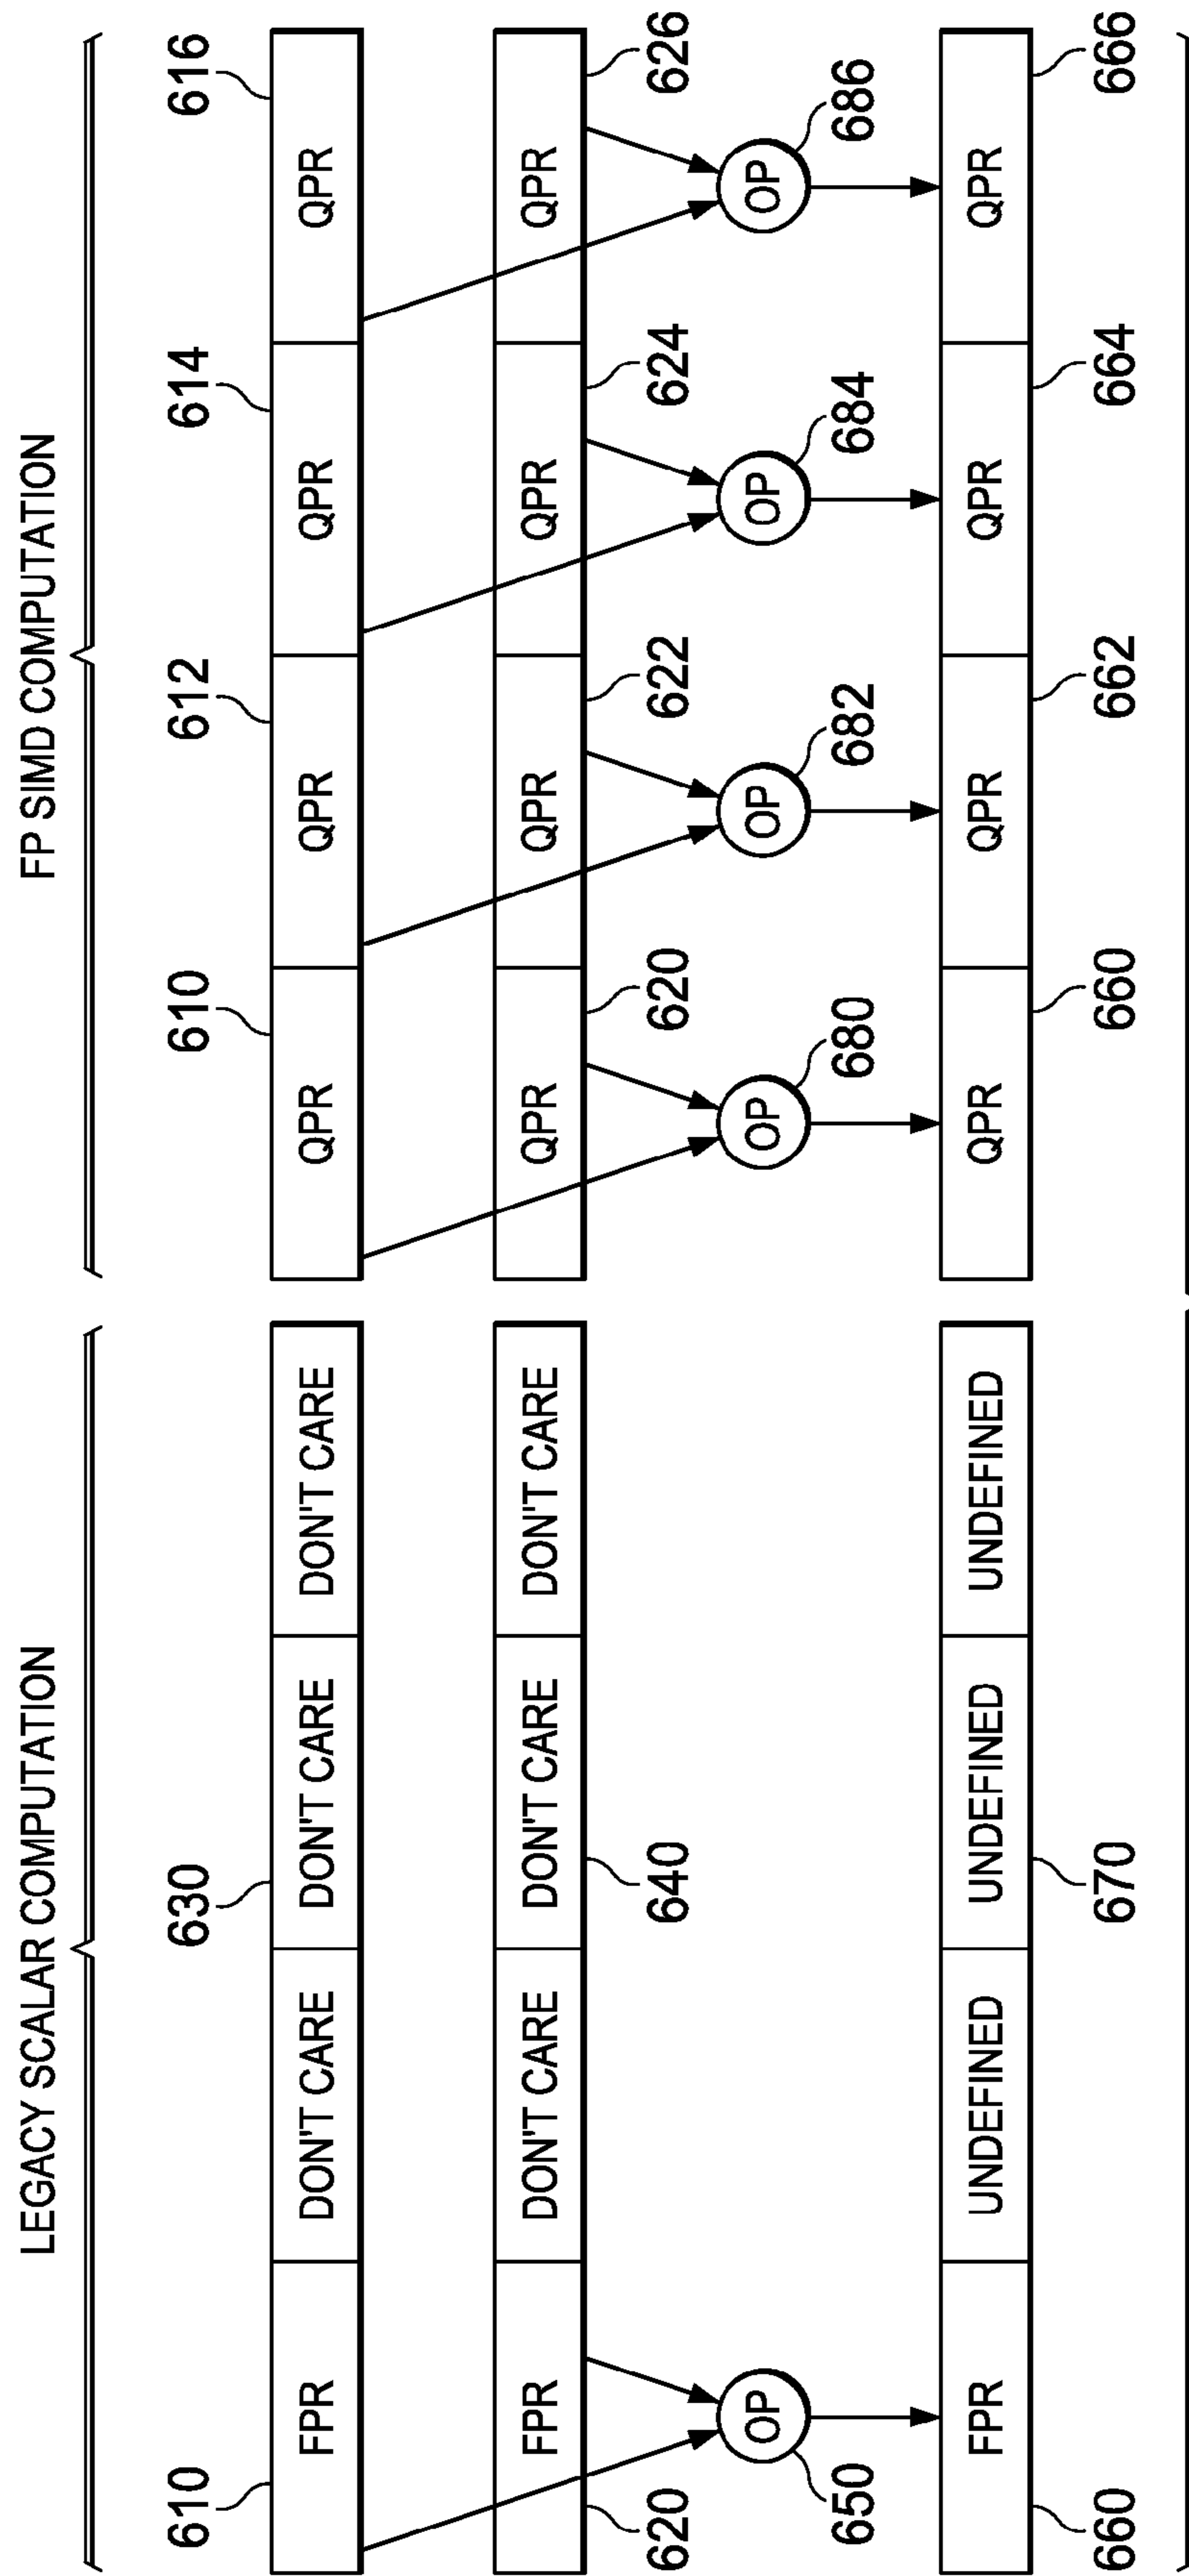 LEGACY SCALAR COMPUTATION
FP SIMD COMPUTATION
610 630 610 612 614 616
FPR DON'T CARE DON'T CARE DON'T CARE QPR QPR QPR QPR
FPR DON'T CARE DON'T CARE DON'T CARE QPR QPR QPR QPR
620 640 620 622 624 626
OP OP OP OP OP
650 680 682 684 686
FPR UNDEFINED UNDEFINED UNDEFINED QPR QPR QPR QPR
660 670 660 662 664 666